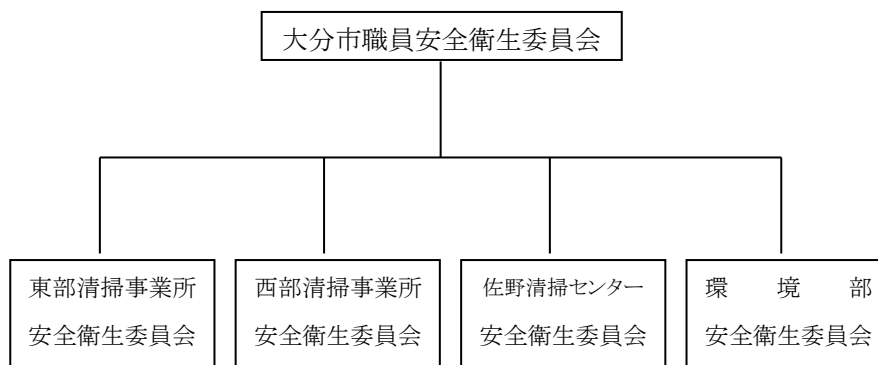 大分市職員安全衛生委員会
東部清掃事業所
安全衛生委員会
西部清掃事業所
安全衛生委員会
佐野清掃センター
安全衛生委員会
環境部
安全衛生委員会